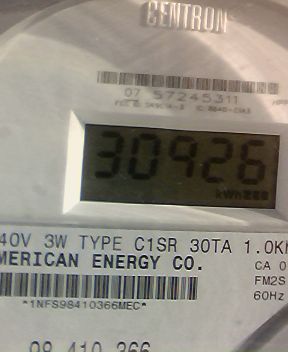 CENTRON
07 57245311
30926
kWh
40V 3W TYPE C1SR 30TA 1.0K
MERICAN ENERGY CO.
CA 0
FM2S
60Hz
*1NFS98410366MEC*
09 410 366